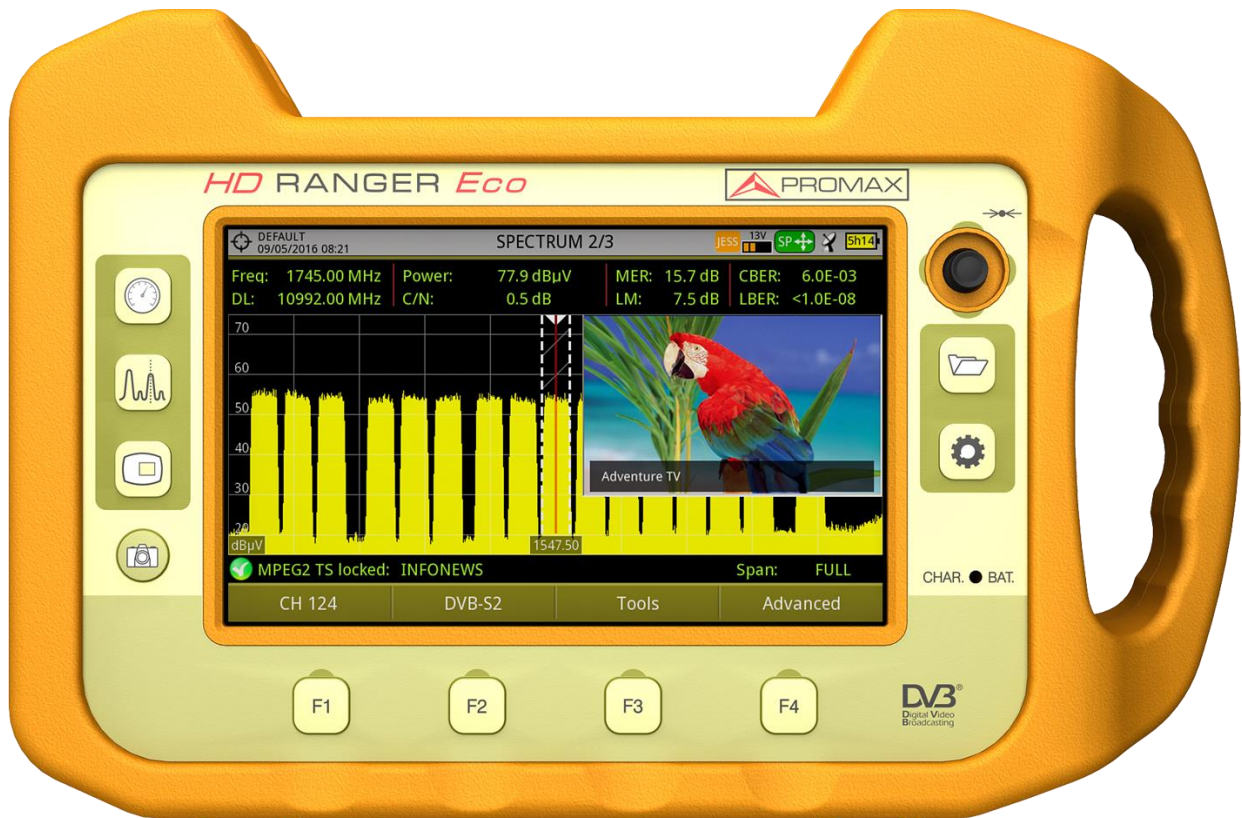 HD RANGER Eco
PROMAX
DEFAULT
09/05/2016 08:21
SPECTRUM 2/3
JESS
13V
SP
5h14
Freq: 1745.00 MHz Power: 77.9 dBµV MER: 15.7 dB CBER: 6.0E-03
DL: 10992.00 MHz C/N: 0.5 dB LM: 7.5 dB LBER: <1.0E-08
70
60
50
40
30
20
dBµV
1547.50
Adventure TV
MPEG2 TS locked: INFONEWS Span: FULL
CH 124 DVB-S2 Tools Advanced
CHAR. BAT.
F1 F2 F3 F4
DVB®
Digital Video
Broadcasting